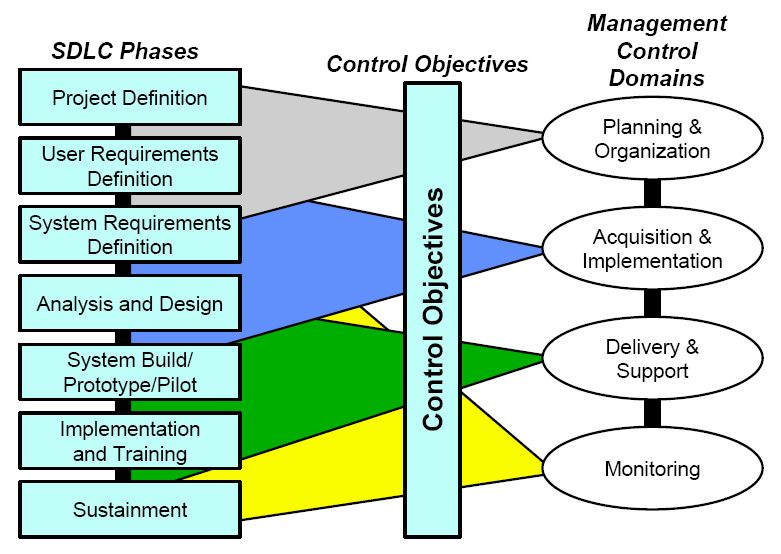 SDLC Phases
Project Definition
User Requirements
Definition
System Requirements
Definition
Analysis and Design
System Build/
Prototype/Pilot
Implementation
and Training
Sustainment
Control Objectives
Control Objectives
Management
Control
Domains
Planning &
Organization
Acquisition &
Implementation
Delivery &
Support
Monitoring